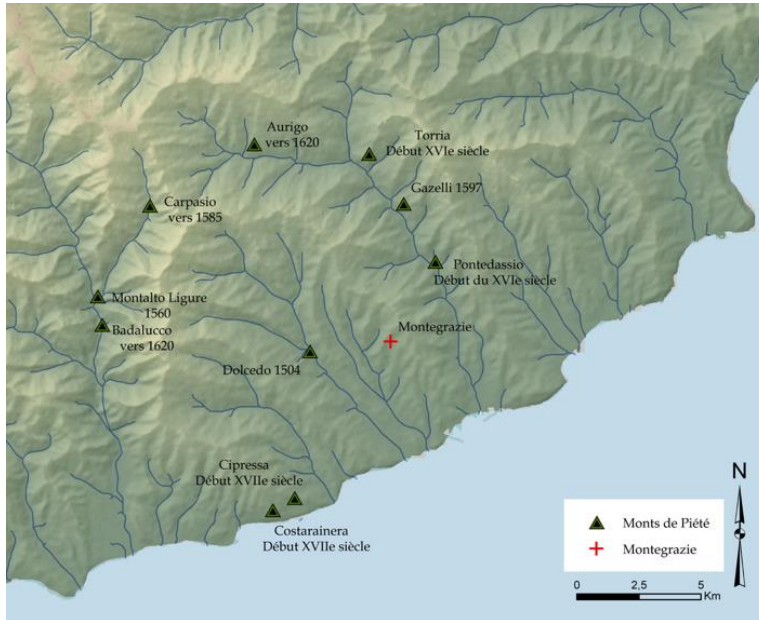 Aurigo
vers 1620
Torria
Début XVIe siècle
Gazelli 1597
Carpasio
vers 1585
Pontedassio
Début du XVIe siècle
Montalto Ligure
1560
Badalucco
vers 1620
Montegrazie
Dolcedo 1504
Cipressa
Début XVIIe siècle
Costarainera
Début XVIIe siècle
N
Monts de Piété
Montegrazie
0 2,5 5
Km